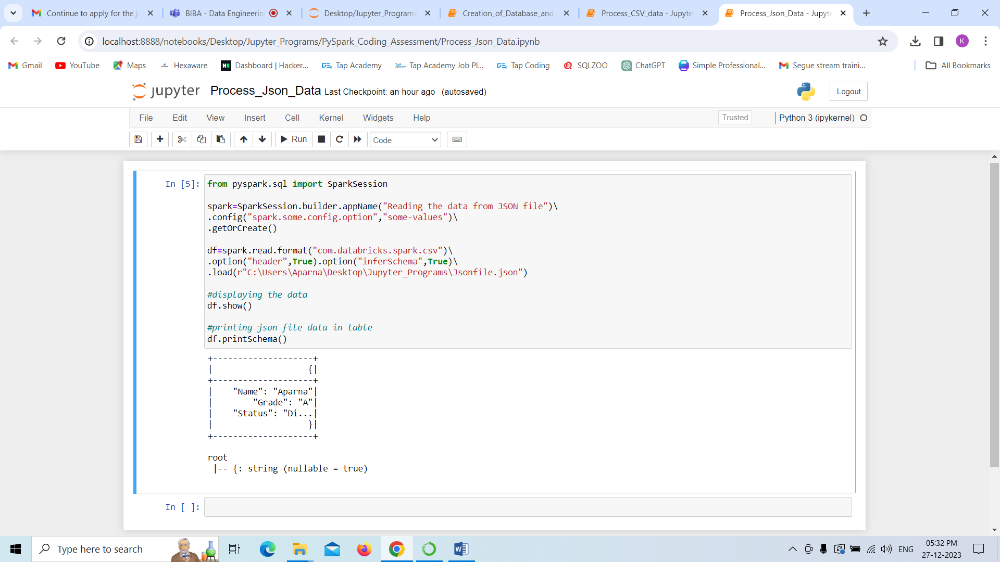 Continue to apply for the j
BIBA - Data Engineerin
Desktop/Jupyter_Programs
Creation_of_Database_and_
Process_CSV_data - Jupyte
Process_Json_Data - Jupyte
localhost:8888/notebooks/Desktop/Jupyter_Programs/PySpark_Coding_Assessment/Process_Json_Data.ipynb
K
Gmail
YouTube
Maps
Hexaware
Dashboard | Hacker...
Tap Academy
Tap Academy Job Pl...
Tap Coding
SQLZOO
ChatGPT
Simple Professional...
Segue stream traini...
All Bookmarks
jupyter Process_Json_Data Last Checkpoint: an hour ago (autosaved)
Logout
File Edit View Insert Cell Kernel Widgets Help
Trusted
Python 3 (ipykernel)
Run
Code
In [5]:
from pyspark.sql import SparkSession
spark=SparkSession.builder.appName("Reading the data from JSON file")\
.config("spark.some.config.option","some-values")\
.getOrCreate()
df=spark.read.format("com.databricks.spark.csv")\
.option("header",True).option("inferSchema",True)\
.load(r"C:\Users\Aparna\Desktop\Jupyter_Programs\Jsonfile.json")
#displaying the data
df.show()
#printing json file data in table
df.printSchema()
+--------------------+
|                   {|
+--------------------+
|    "Name": "Aparna"|
|        "Grade": "A"|
|    "Status": "Di...|
|                   }|
+--------------------+
root
 |-- {: string (nullable = true)
In [ ]:
Type here to search
ENG
05:32 PM
27-12-2023